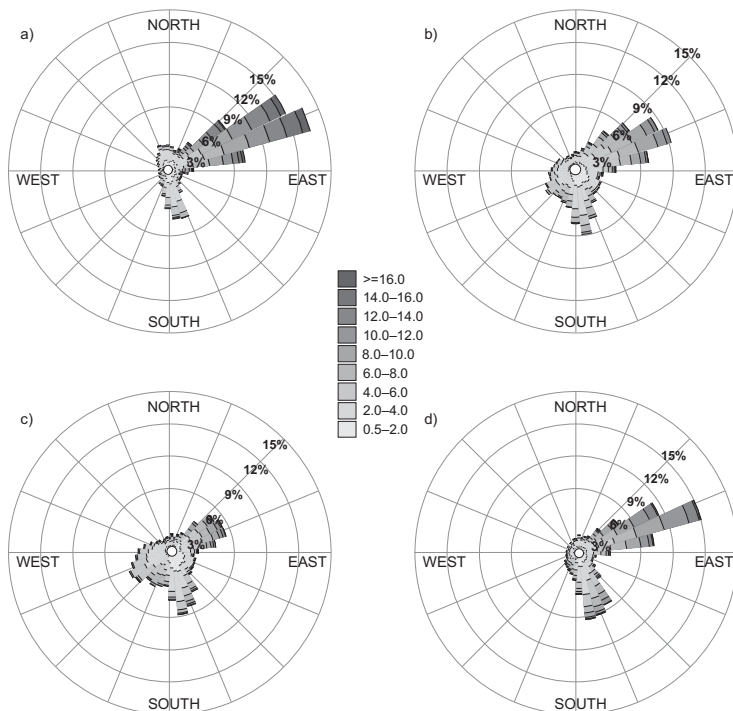 a)
NORTH
15%
12%
9%
6%
3%
WEST
EAST
SOUTH
b)
NORTH
15%
12%
9%
6%
3%
WEST
EAST
SOUTH
>=16.0
14.0–16.0
12.0–14.0
10.0–12.0
8.0–10.0
6.0–8.0
4.0–6.0
2.0–4.0
0.5–2.0
c)
NORTH
15%
12%
9%
6%
3%
WEST
EAST
SOUTH
d)
NORTH
15%
12%
9%
6%
3%
WEST
EAST
SOUTH